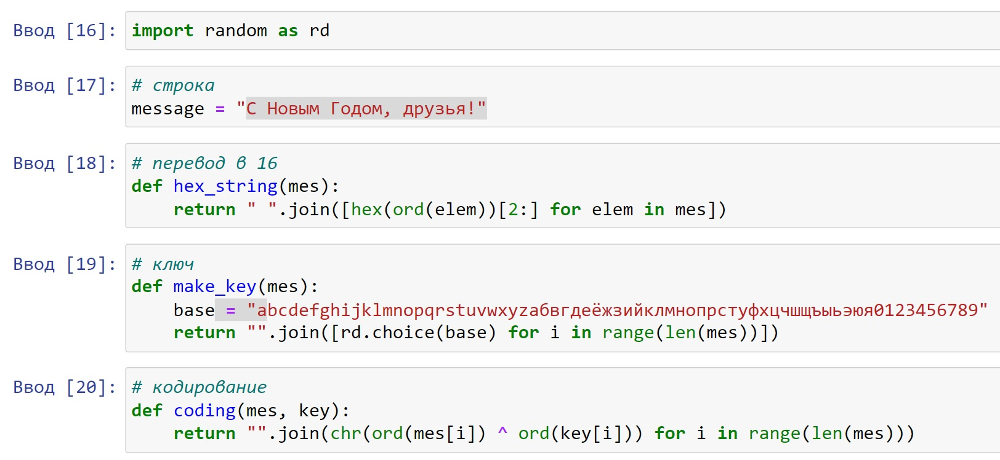 Ввод [16]: import random as rd
Ввод [17]: # строка
message = "С Новым Годом, друзья!"
Ввод [18]: # перевод в 16
def hex_string(mes):
    return " ".join([hex(ord(elem))[2:] for elem in mes])
Ввод [19]: # ключ
def make_key(mes):
    base = "abcdefghijklmnopqrstuvwxyzабвгдеёжзийклмнопрстуфхцчшщъыьэюя0123456789"
    return "".join([rd.choice(base) for i in range(len(mes))])
Ввод [20]: # кодирование
def coding(mes, key):
    return "".join(chr(ord(mes[i]) ^ ord(key[i])) for i in range(len(mes)))